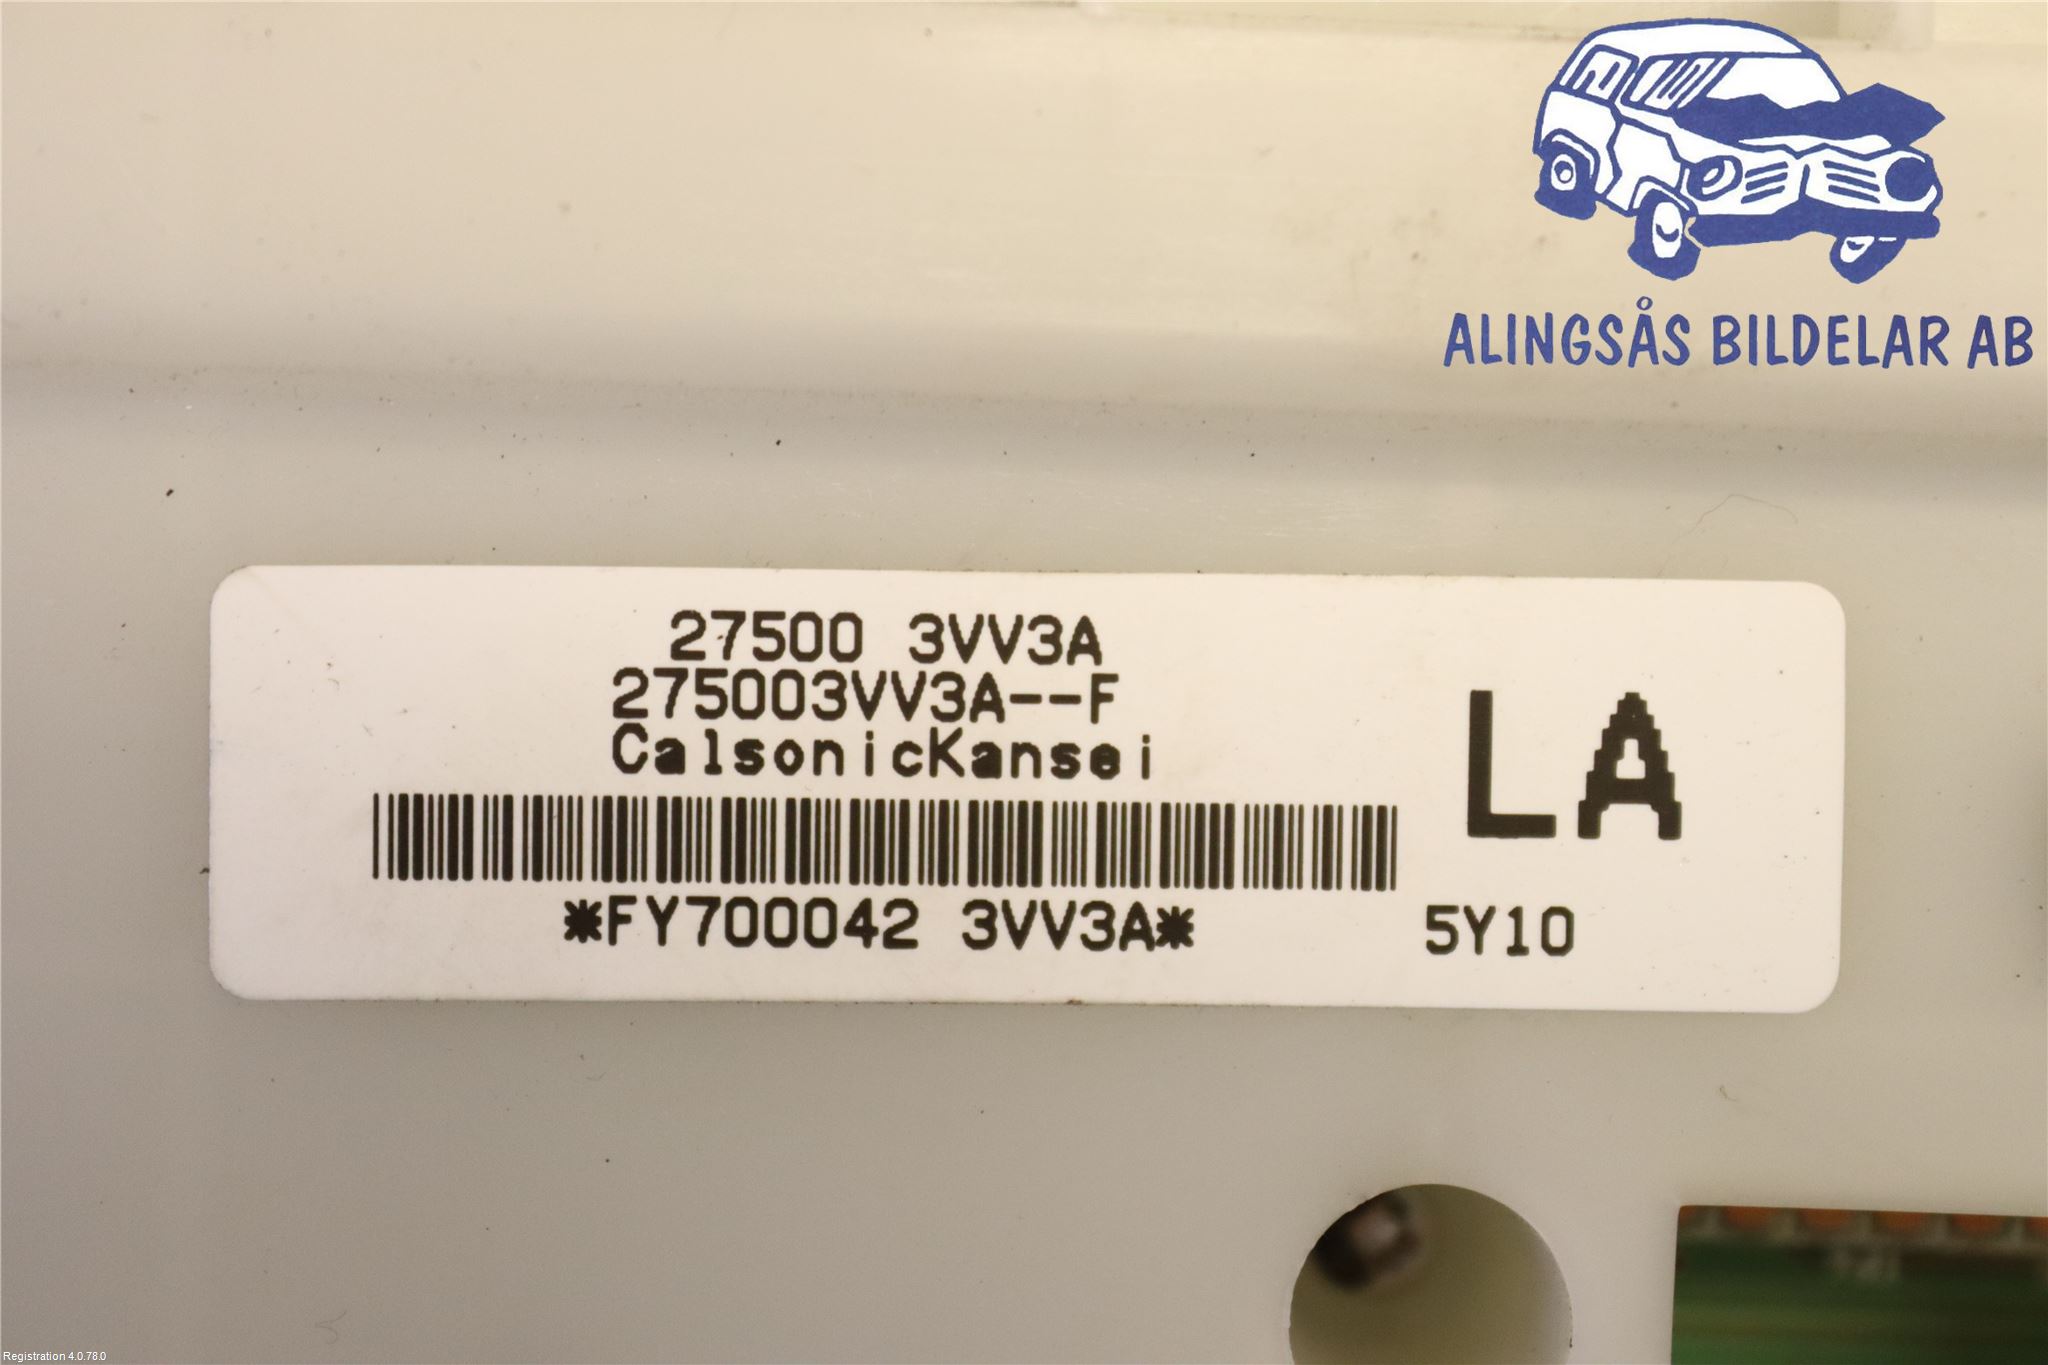 ALINGSÅS BILDELAR AB
27500 3VV3A
275003VV3A--F
CalsonicKansei
LA
*FY700042 3VV3A*
5Y10
Registration 4.0.78.0